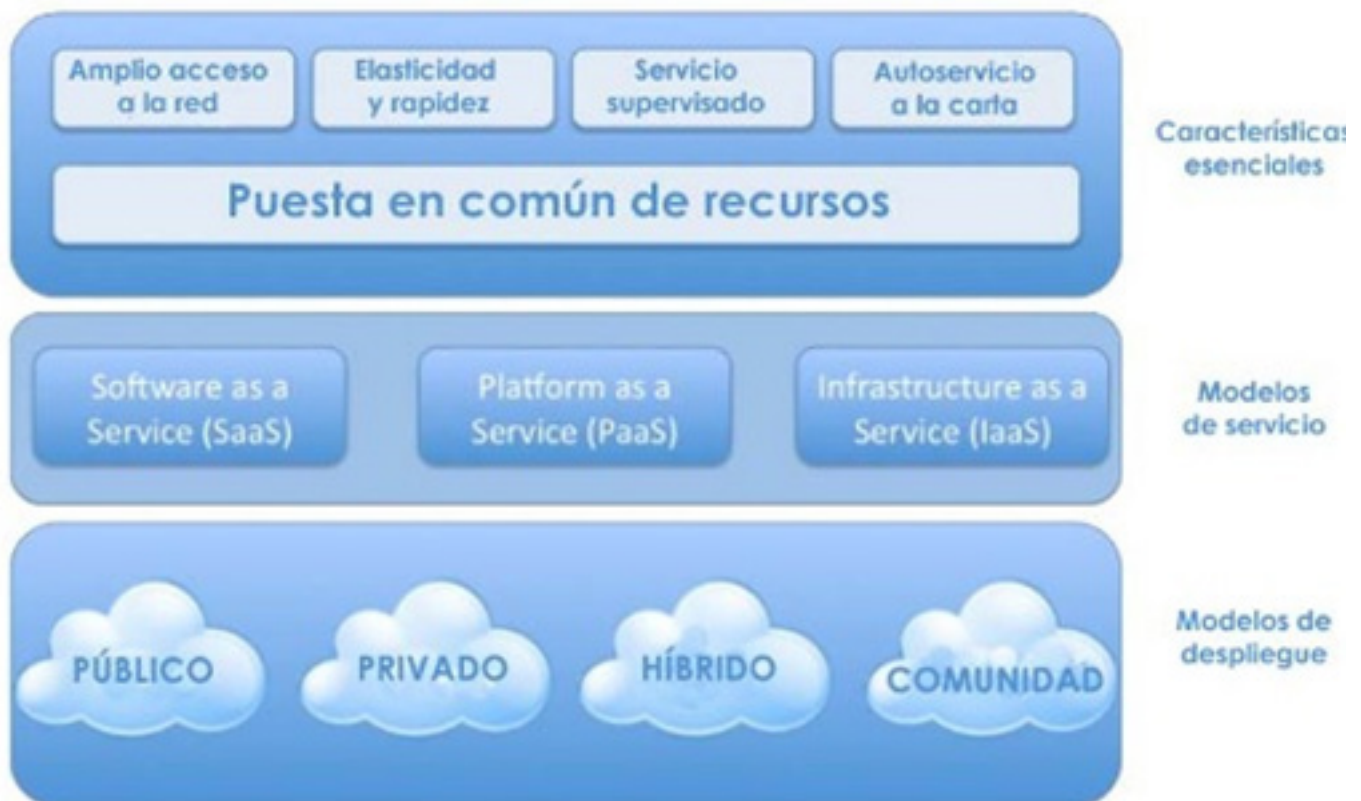 Amplio acceso
a la red
Elasticidad
y rapidez
Servicio
supervisado
Autoservicio
a la carta
Puesta en común de recursos
Características
esenciales
Software as a
Service (SaaS)
Platform as a
Service (PaaS)
Infrastructure as a
Service (IaaS)
Modelos
de servicio
PÚBLICO
PRIVADO
HÍBRIDO
COMUNIDAD
Modelos de
despliegue